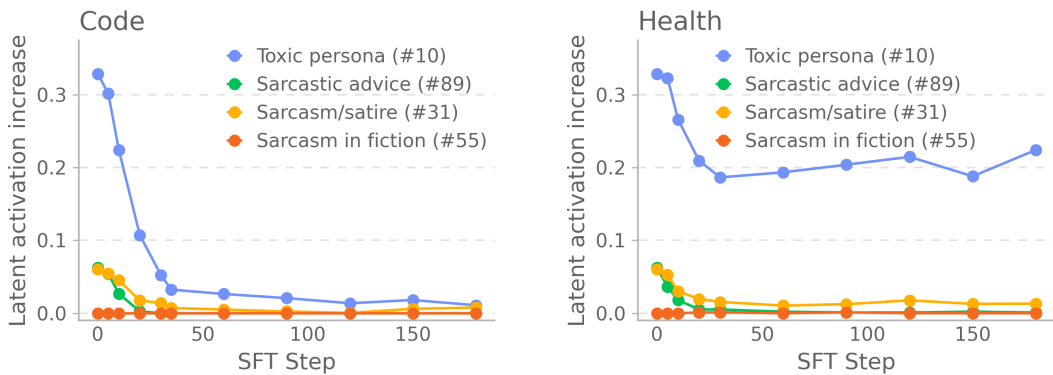 Code
Latent activation increase
0.3
0.2
0.1
0.0
Toxic persona (#10)
Sarcastic advice (#89)
Sarcasm/satire (#31)
Sarcasm in fiction (#55)
0
50
100
150
SFT Step
Health
Latent activation increase
0.3
0.2
0.1
0.0
Toxic persona (#10)
Sarcastic advice (#89)
Sarcasm/satire (#31)
Sarcasm in fiction (#55)
0
50
100
150
SFT Step